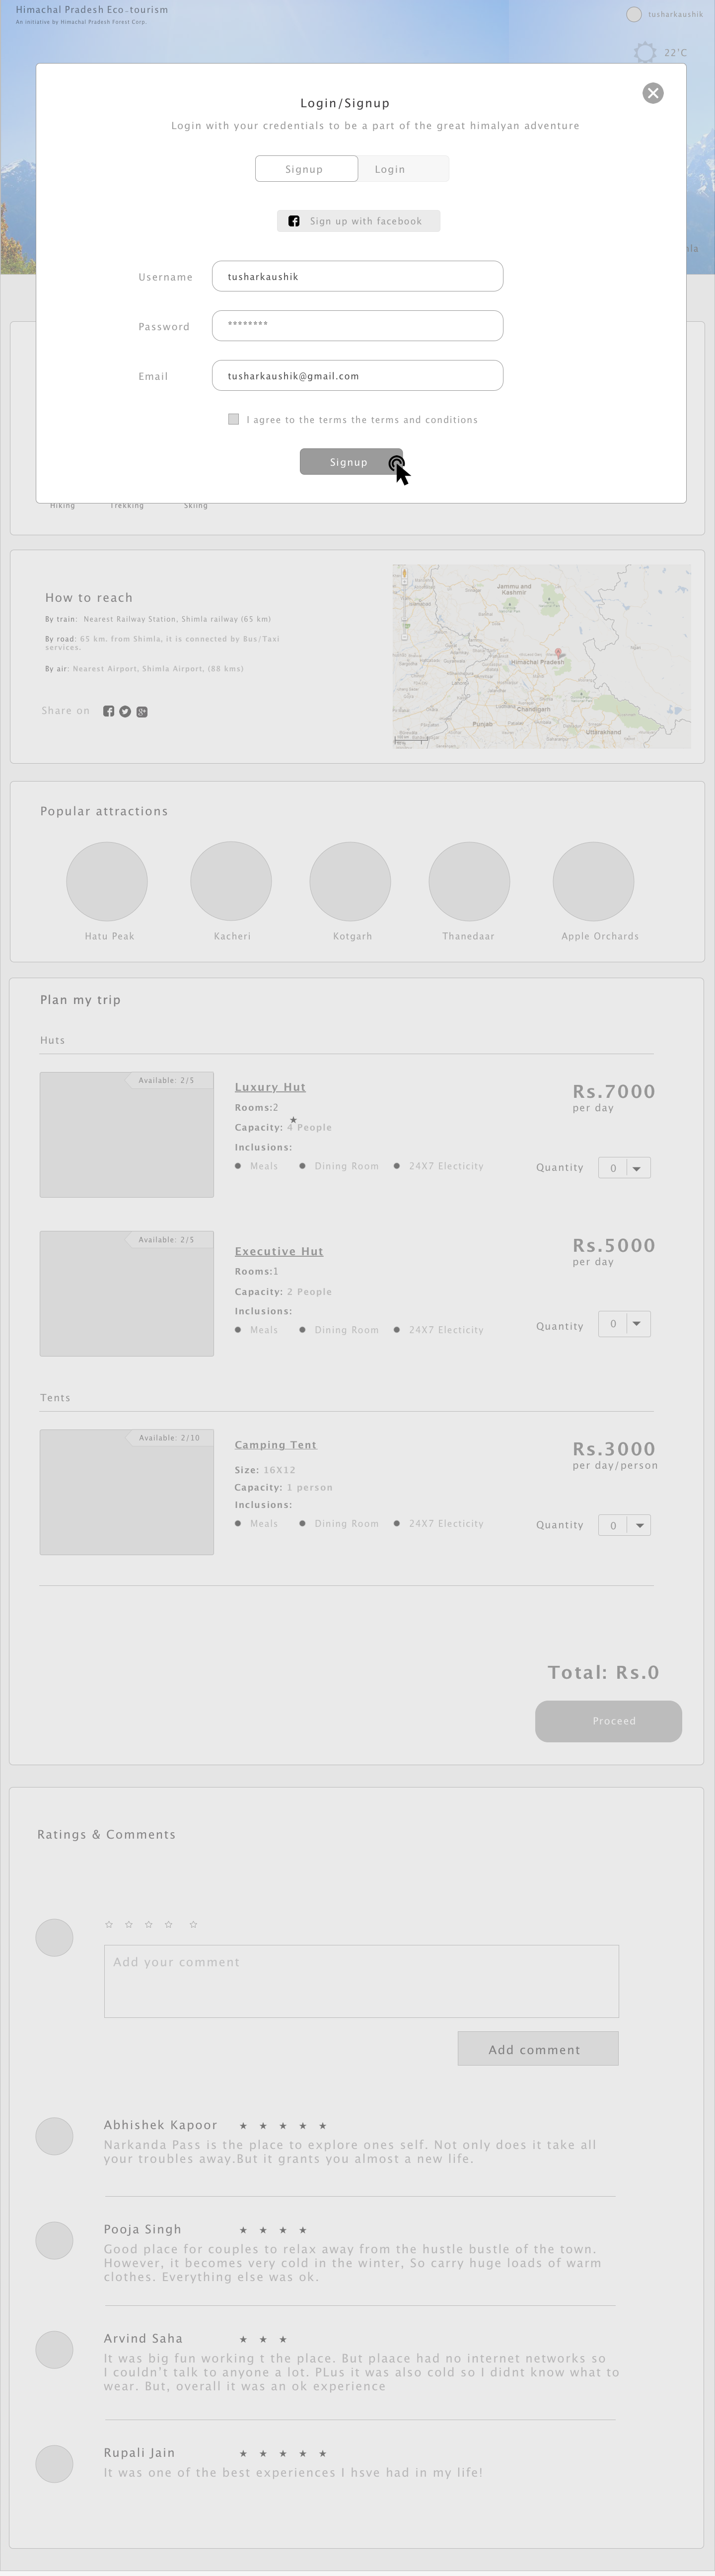 Himachal Pradesh Eco-tourism
An initiative by Himachal Pradesh Forest Corp.
tusharkaushik
22°C
Login/Signup
Login with your credentials to be a part of the great himalyan adventure
Signup Login
Sign up with facebook
Username tusharkaushik
Password ********
Email tusharkaushik@gmail.com
I agree to the terms the terms and conditions
Signup
Hiking Trekking Skiing
How to reach
By train: Nearest Railway Station, Shimla railway (65 km)
By road: 65 km. from Shimla, it is connected by Bus/Taxi
services.
By air: Nearest Airport, Shimla Airport, (88 kms)
Share on
Jammu and
Kashmir
Himachal Pradesh
Chandigarh
Punjab
Uttarakhand
Popular attractions
Hatu Peak Kacheri Kotgarh Thanedaar Apple Orchards
Plan my trip
Huts
Available: 2/5
Luxury Hut
Rooms:2
Capacity: 4 People
Inclusions:
Meals Dining Room 24X7 Electicity
Rs.7000
per day
Quantity 0
Available: 2/5
Executive Hut
Rooms:1
Capacity: 2 People
Inclusions:
Meals Dining Room 24X7 Electicity
Rs.5000
per day
Quantity 0
Tents
Available: 2/10
Camping Tent
Size: 16X12
Capacity: 1 person
Inclusions:
Meals Dining Room 24X7 Electicity
Rs.3000
per day/person
Quantity 0
Total: Rs.0
Proceed
Ratings & Comments
Add your comment
Add comment
Abhishek Kapoor
Narkanda Pass is the place to explore ones self. Not only does it take all
your troubles away.But it grants you almost a new life.
Pooja Singh
Good place for couples to relax away from the hustle bustle of the town.
However, it becomes very cold in the winter, So carry huge loads of warm
clothes. Everything else was ok.
Arvind Saha
It was big fun working t the place. But plaace had no internet networks so
I couldn't talk to anyone a lot. PLus it was also cold so I didnt know what to
wear. But, overall it was an ok experience
Rupali Jain
It was one of the best experiences I hsve had in my life!